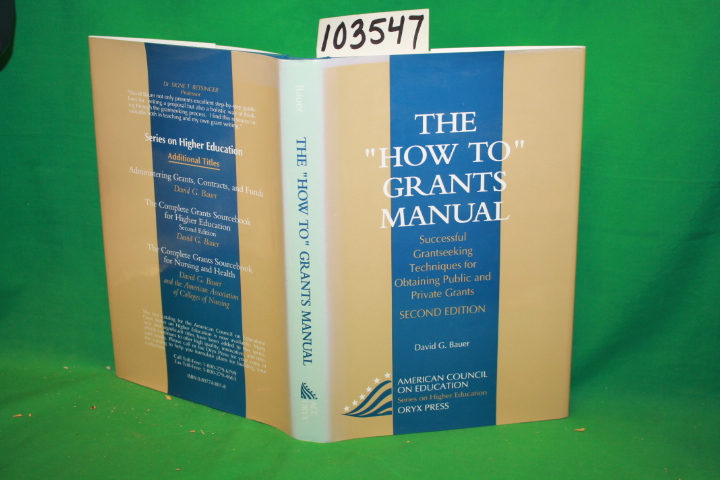 103547
THE
"HOW TO"
GRANTS
MANUAL
Successful
Grantseeking
Techniques for
Obtaining Public and
Private Grants
SECOND EDITION
David G. Bauer
AMERICAN COUNCIL
ON EDUCATION
Series on Higher Education
ORYX PRESS
Bauer
THE "HOW TO" GRANTS MANUAL
ACE
ORYX
Professor
Series on Higher Education
Additional Titles
Administering Grants, Contracts, and Funds
David G. Bauer
The Complete Grants Sourcebook
for Higher Education
Second Edition
David G. Bauer
The Complete Grants Sourcebook
for Nursing and Health
David G. Bauer
and the American Association
of Colleges of Nursing